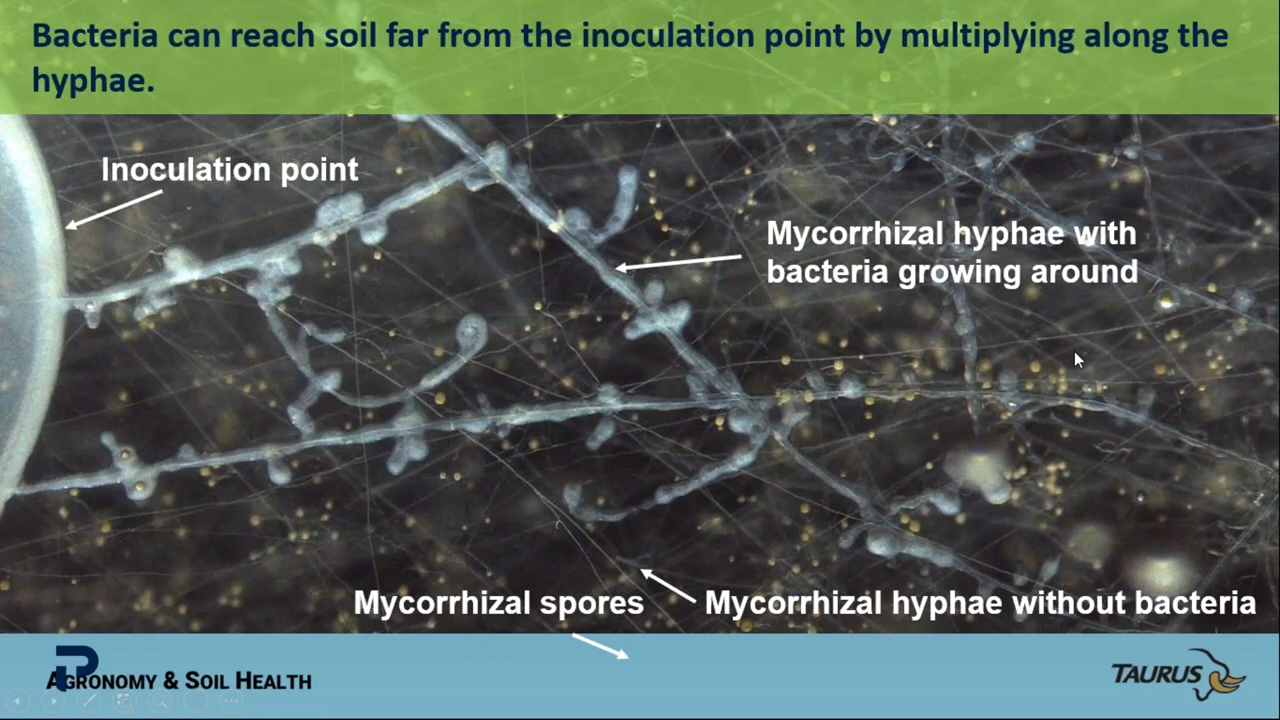 Bacteria can reach soil far from the inoculation point by multiplying along the
hyphae.
Inoculation point
Mycorrhizal hyphae with
bacteria growing around
Mycorrhizal spores
Mycorrhizal hyphae without bacteria
P
AGRONOMY & SOIL HEALTH
TAURUS